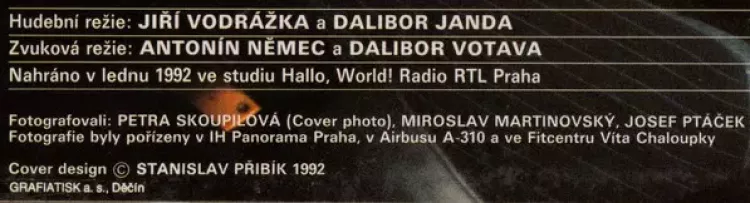 Hudební režie: JIŘÍ VODRÁŽKA a DALIBOR JANDA
Zvuková režie: ANTONÍN NĚMEC a DALIBOR VOTAVA
Nahráno v lednu 1992 ve studiu Hallo, World! Radio RTL Praha
Fotografovali: PETRA SKOUPILOVÁ (Cover photo), MIROSLAV MARTINOVSKÝ, JOSEF PTÁČEK
Fotografie byly pořízeny v IH Panorama Praha, v Airbusu A-310 a ve Fitcentru Víta Chaloupky
Cover design © STANISLAV PŘIBÍK 1992
GRAFIATISK a. s., Děčín